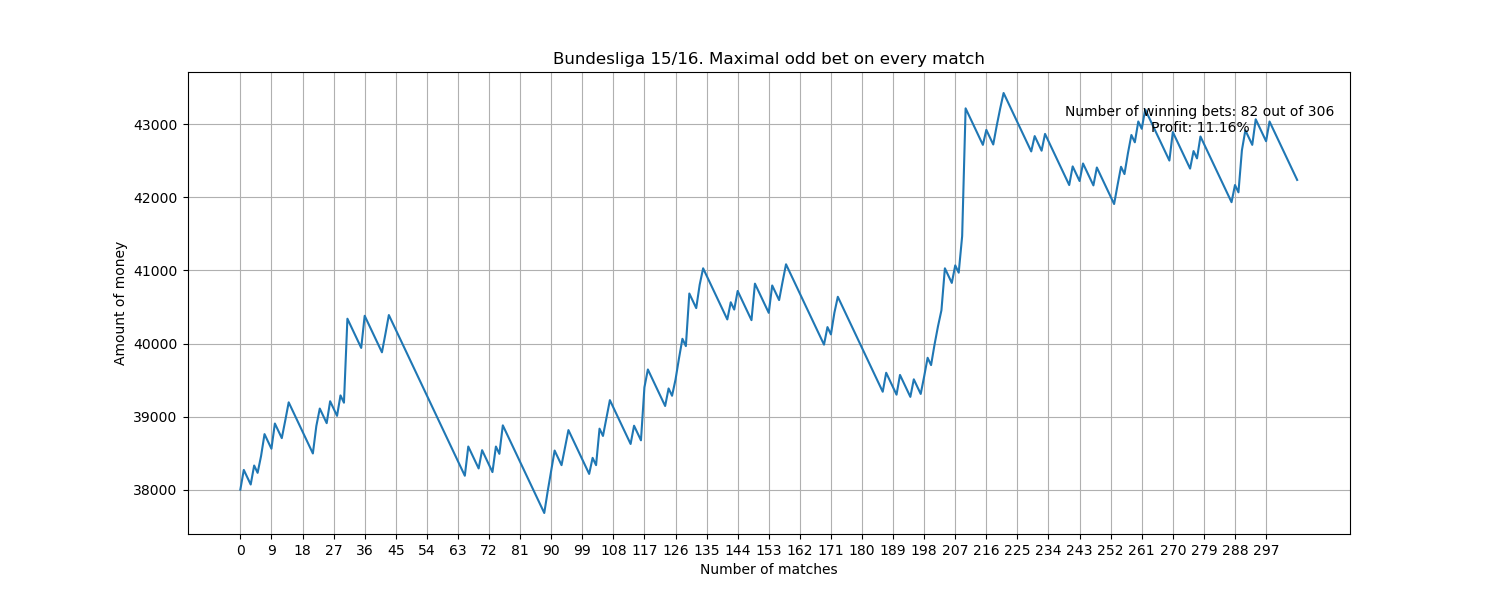 Bundesliga 15/16. Maximal odd bet on every match
Number of winning bets: 82 out of 306
Profit: 11.16%
Amount of money
43000
42000
41000
40000
39000
38000
0 9 18 27 36 45 54 63 72 81 90 99 108 117 126 135 144 153 162 171 180 189 198 207 216 225 234 243 252 261 270 279 288 297
Number of matches